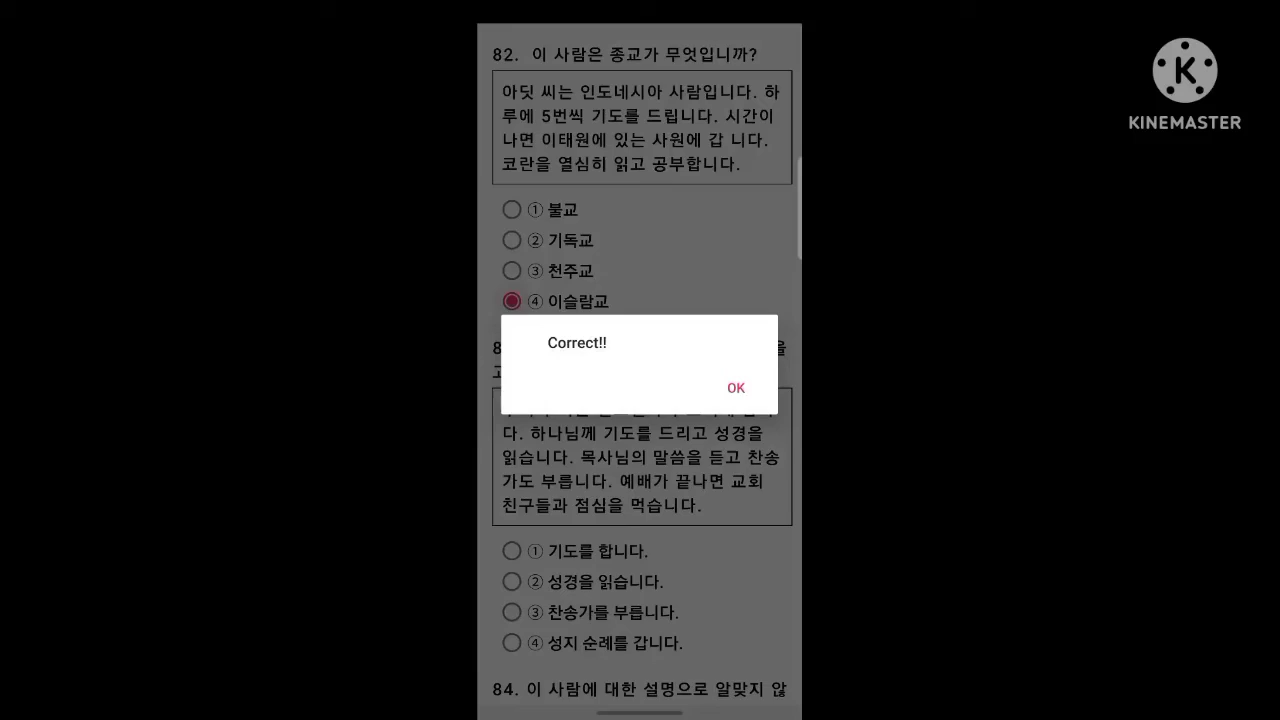 82. 이 사람은 종교가 무엇입니까?
아딧 씨는 인도네시아 사람입니다. 하
루에 5번씩 기도를 드립니다. 시간이
나면 이태원에 있는 사원에 갑 니다.
코란을 열심히 읽고 공부합니다.
① 불교
② 기독교
③ 천주교
④ 이슬람교
Correct!!
OK
다. 하나님께 기도를 드리고 성경을
읽습니다. 목사님의 말씀을 듣고 찬송
가도 부릅니다. 예배가 끝나면 교회
친구들과 점심을 먹습니다.
① 기도를 합니다.
② 성경을 읽습니다.
③ 찬송가를 부릅니다.
④ 성지 순례를 갑니다.
84. 이 사람에 대한 설명으로 알맞지 않
KINEMASTER